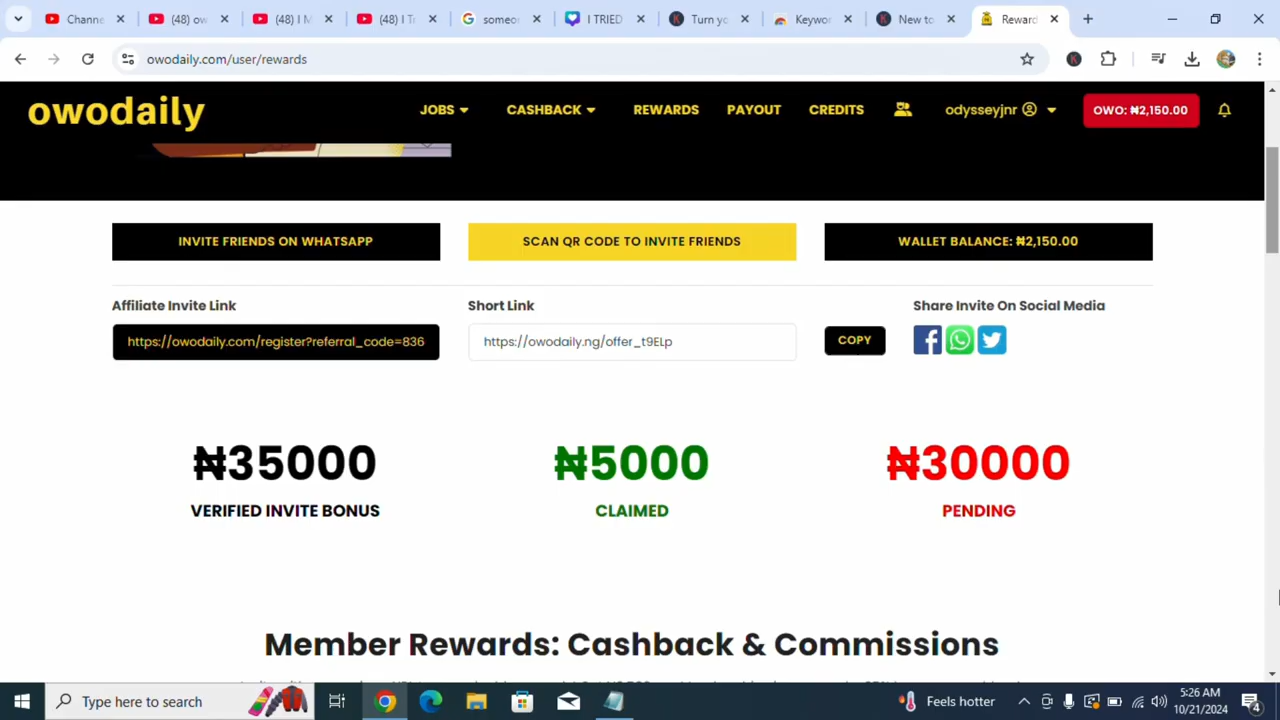 Channe
(48) ow
(48) I M
(48) I Tr
someo
I TRIED
Turn yo
Keywor
New to
Reward
owodaily.com/user/rewards
owodaily
JOBS
CASHBACK
REWARDS
PAYOUT
CREDITS
odysseyjnr
OWO: ₦2,150.00
INVITE FRIENDS ON WHATSAPP
SCAN QR CODE TO INVITE FRIENDS
WALLET BALANCE: ₦2,150.00
Affiliate Invite Link
Short Link
Share Invite On Social Media
https://owodaily.com/register?referral_code=836
https://owodaily.ng/offer_t9ELp
COPY
₦35000
₦5000
₦30000
VERIFIED INVITE BONUS
CLAIMED
PENDING
Member Rewards: Cashback & Commissions
Type here to search
Feels hotter
5:26 AM
10/21/2024
4